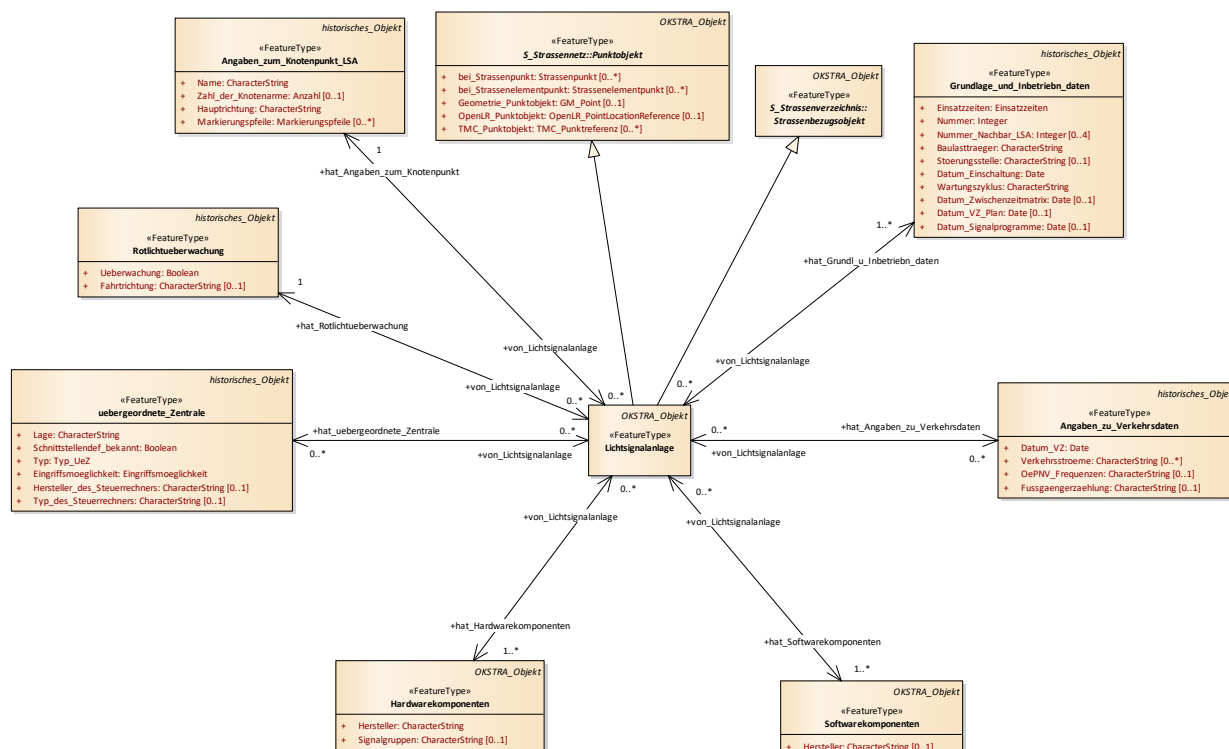 historisches_Objekt
«FeatureType»
Angaben_zum_Knotenpunkt_LSA
+ Name: CharacterString
+ Zahl_der_Knotenarme: Anzahl [0..1]
+ Hauptrichtung: CharacterString
+ Markierungspfeile: Markierungspfeile [0..*]
OKSTRA_Objekt
«FeatureType»
S_Strassennetz::Punktobjekt
+ bei_Strassenpunkt: Strassenpunkt [0..*]
+ bei_Strassenelementpunkt: Strassenelementpunkt [0..*]
+ Geometrie_Punktobjekt: GM_Point [0..1]
+ OpenLR_Punktobjekt: OpenLR_PointLocationReference [0..1]
+ TMC_Punktobjekt: TMC_Punktreferenz [0..*]
OKSTRA_Objekt
«FeatureType»
S_Strassenverzeichnis::
Strassenbezugsobjekt
historisches_Objekt
«FeatureType»
Grundlage_und_Inbetriebn_daten
+ Einsatzzeiten: Einsatzzeiten
+ Nummer: Integer
+ Nummer_Nachbar_LSA: Integer [0..4]
+ Baulasttraeger: CharacterString
+ Stoerungsstelle: CharacterString [0..1]
+ Datum_Einschaltung: Date
+ Wartungszyklus: CharacterString
+ Datum_Zwischenzeitmatrix: Date [0..1]
+ Datum_VZ_Plan: Date [0..1]
+ Datum_Signalprogramme: Date [0..1]
1
+hat_Angaben_zum_Knotenpunkt
1..*
+hat_Grundl_u_Inbetriebn_daten
historisches_Objekt
«FeatureType»
Rotlichtueberwachung
+ Ueberwachung: Boolean
+ Fahrtrichtung: CharacterString [0..1]
1
+hat_Rotlichtueberwachung
+von_Lichtsignalanlage
0..*
+von_Lichtsignalanlage
0..*
+von_Lichtsignalanlage
0..*
historisches_Objekt
«FeatureType»
uebergeordnete_Zentrale
+ Lage: CharacterString
+ Schnittstellendef_bekannt: Boolean
+ Typ: Typ_UeZ
+ Eingriffsmoeglichkeit: Eingriffsmoeglichkeit
+ Hersteller_des_Steuerrechners: CharacterString [0..1]
+ Typ_des_Steuerrechners: CharacterString [0..1]
+hat_uebergeordnete_Zentrale
0..*
0..*
+von_Lichtsignalanlage
OKSTRA_Objekt
«FeatureType»
Lichtsignalanlage
0..*
+von_Lichtsignalanlage
+hat_Angaben_zu_Verkehrsdaten
0..*
historisches_Objekt
«FeatureType»
Angaben_zu_Verkehrsdaten
+ Datum_VZ: Date
+ Verkehrsstroeme: CharacterString [0..*]
+ OePNV_Frequenzen: CharacterString [0..1]
+ Fussgaengerzaehlung: CharacterString [0..1]
0..*
+von_Lichtsignalanlage
0..*
+von_Lichtsignalanlage
+hat_Hardwarekomponenten
1..*
+hat_Softwarekomponenten
1..*
OKSTRA_Objekt
«FeatureType»
Hardwarekomponenten
+ Hersteller: CharacterString
+ Signalgruppen: CharacterString [0..1]
OKSTRA_Objekt
«FeatureType»
Softwarekomponenten
+ Hersteller: CharacterString [0..1]